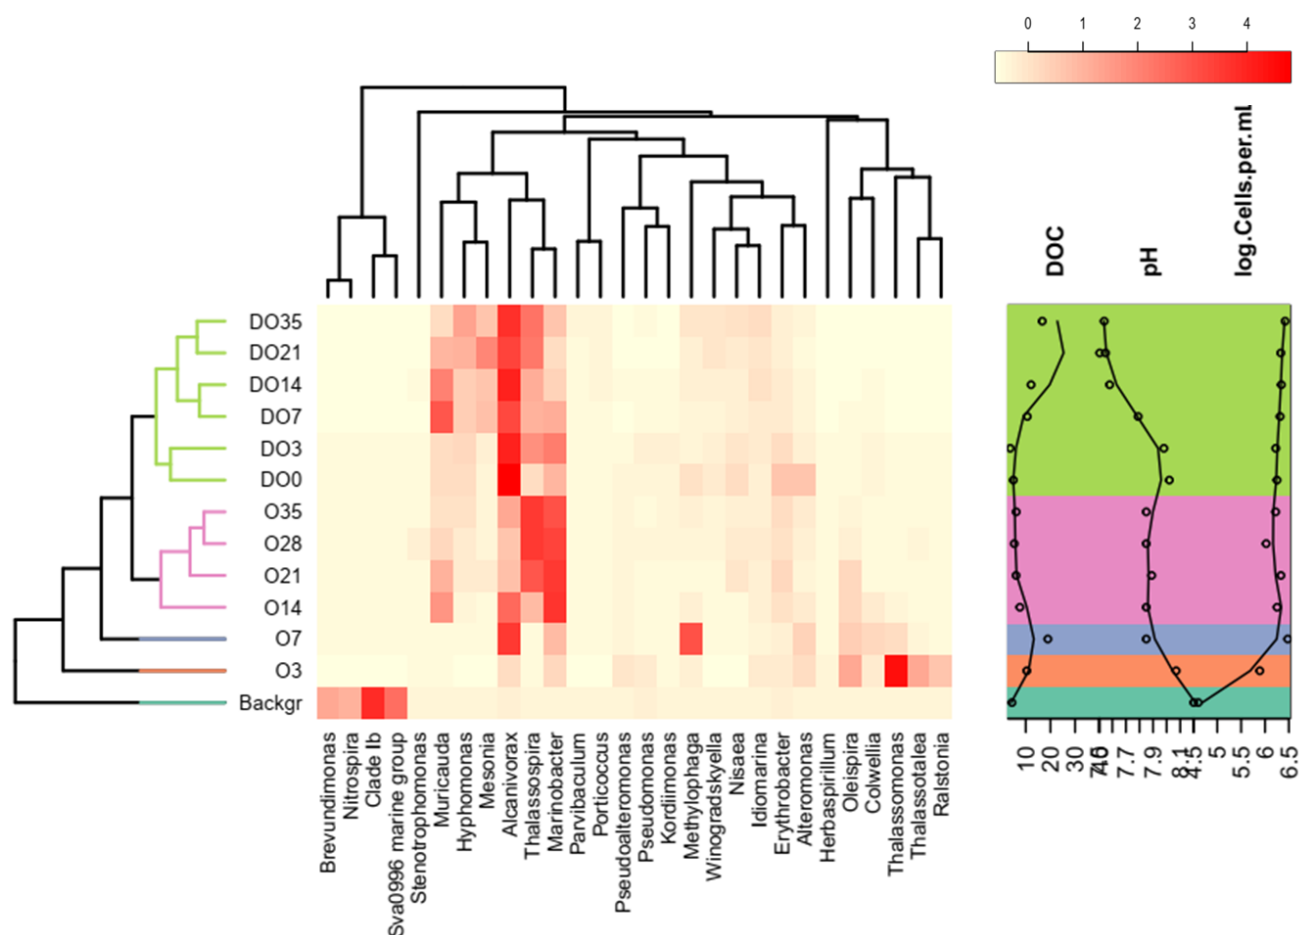 0 1 2 3 4
DOC
pH
log.Cells.per.ml
DO35
DO21
DO14
DO7
DO3
DO0
O35
O28
O21
O14
O7
O3
Backgr
Brevundimonas
Nitrospira
Clade Ib
Sva0996 marine group
Stenotrophomonas
Muricauda
Hyphomonas
Mesonia
Alcanivorax
Thalassospira
Marinobacter
Parvibaculum
Porticoccus
Pseudoalteromonas
Pseudomonas
Kordiimonas
Methylophaga
Winogradskyella
Nisaea
Idiomarina
Erythrobacter
Alteromonas
Herbaspirillum
Oleispira
Colwellia
Thalassomonas
Thalassotalea
Ralstonia
10 20 30
7.7 7.9
4.5 5 5.5 6 6.5